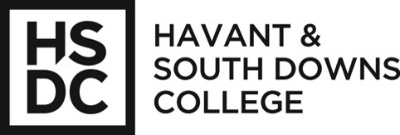 HS
DC
HAVANT &
SOUTH DOWNS
COLLEGE